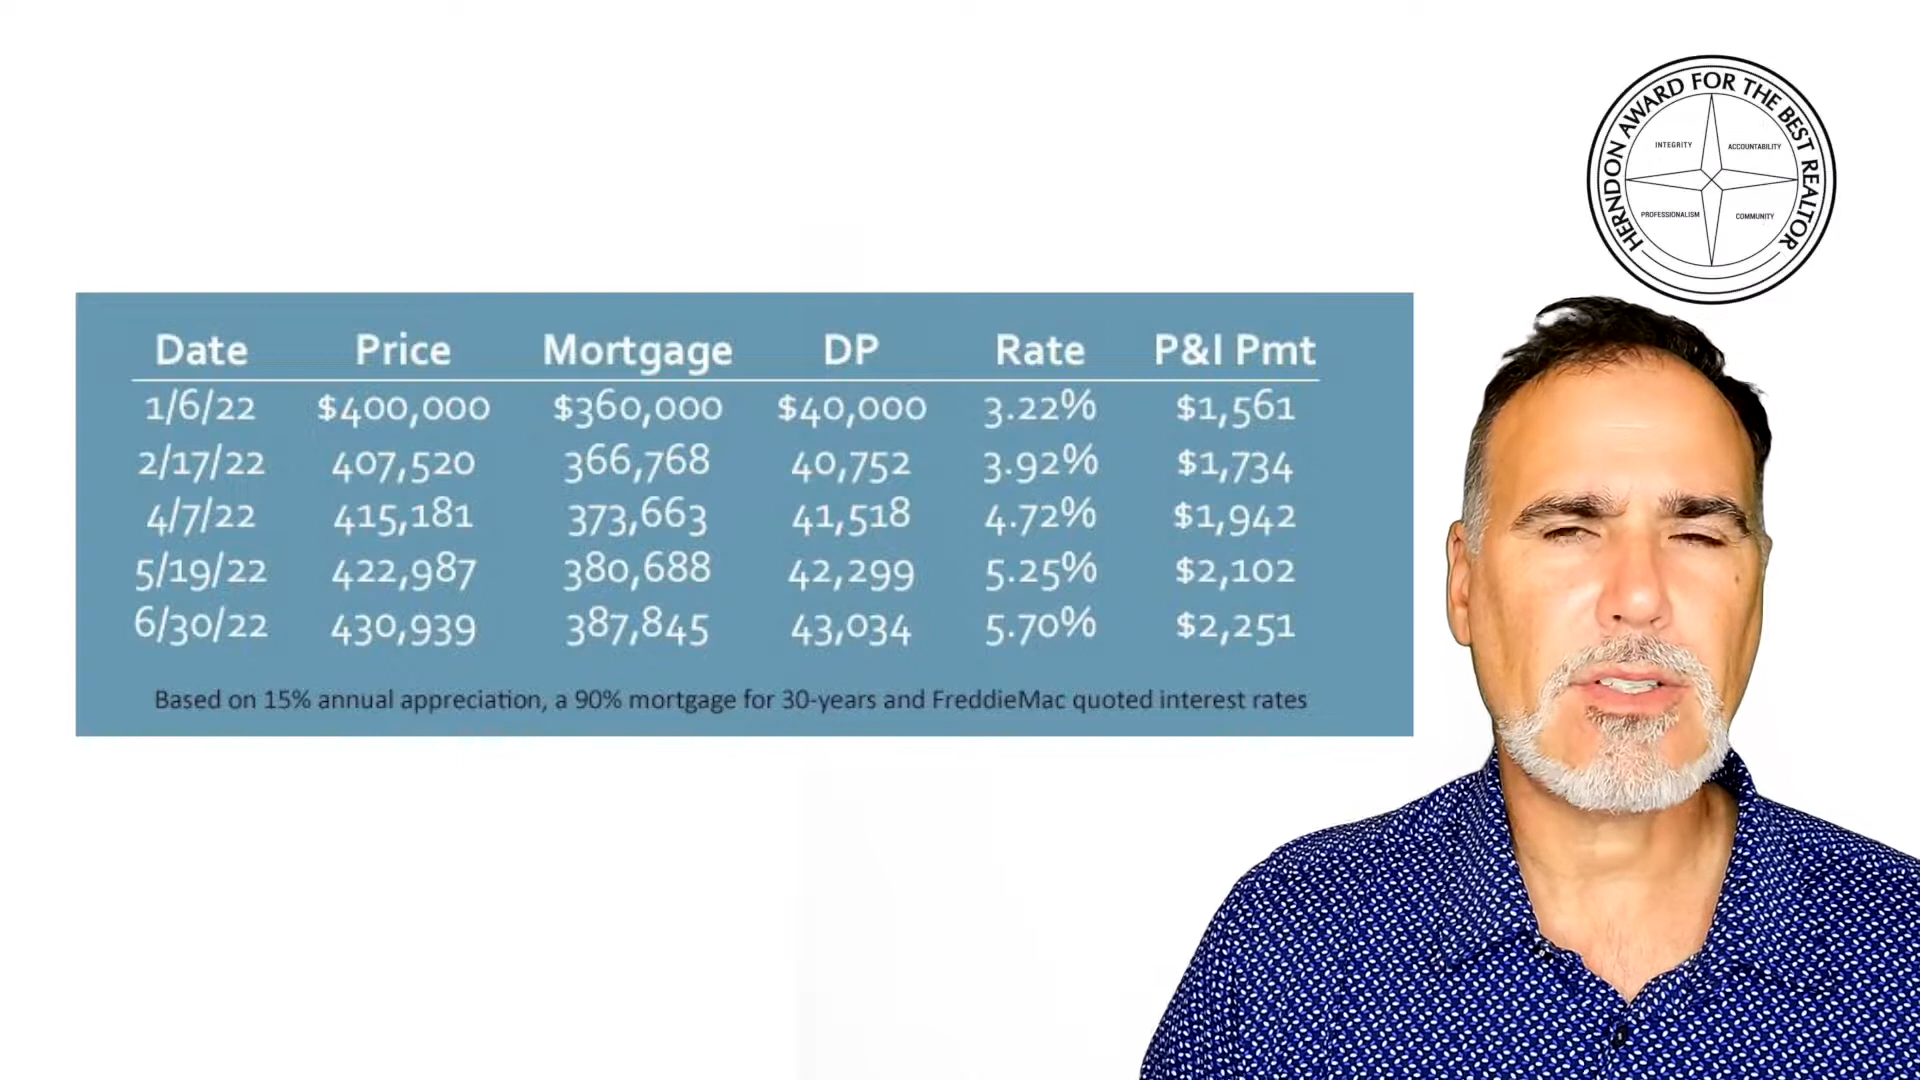 HERNDON AWARD FOR THE BEST REALTOR
INTEGRITY
ACCOUNTABILITY
PROFESSIONALISM
COMMUNITY
Date Price Mortgage DP Rate P&I Pmt
1/6/22 $400,000 $360,000 $40,000 3.22% $1,561
2/17/22 407,520 366,768 40,752 3.92% $1,734
4/7/22 415,181 373,663 41,518 4.72% $1,942
5/19/22 422,987 380,688 42,299 5.25% $2,102
6/30/22 430,939 387,845 43,034 5.70% $2,251
Based on 15% annual appreciation, a 90% mortgage for 30-years and FreddieMac quoted interest rates